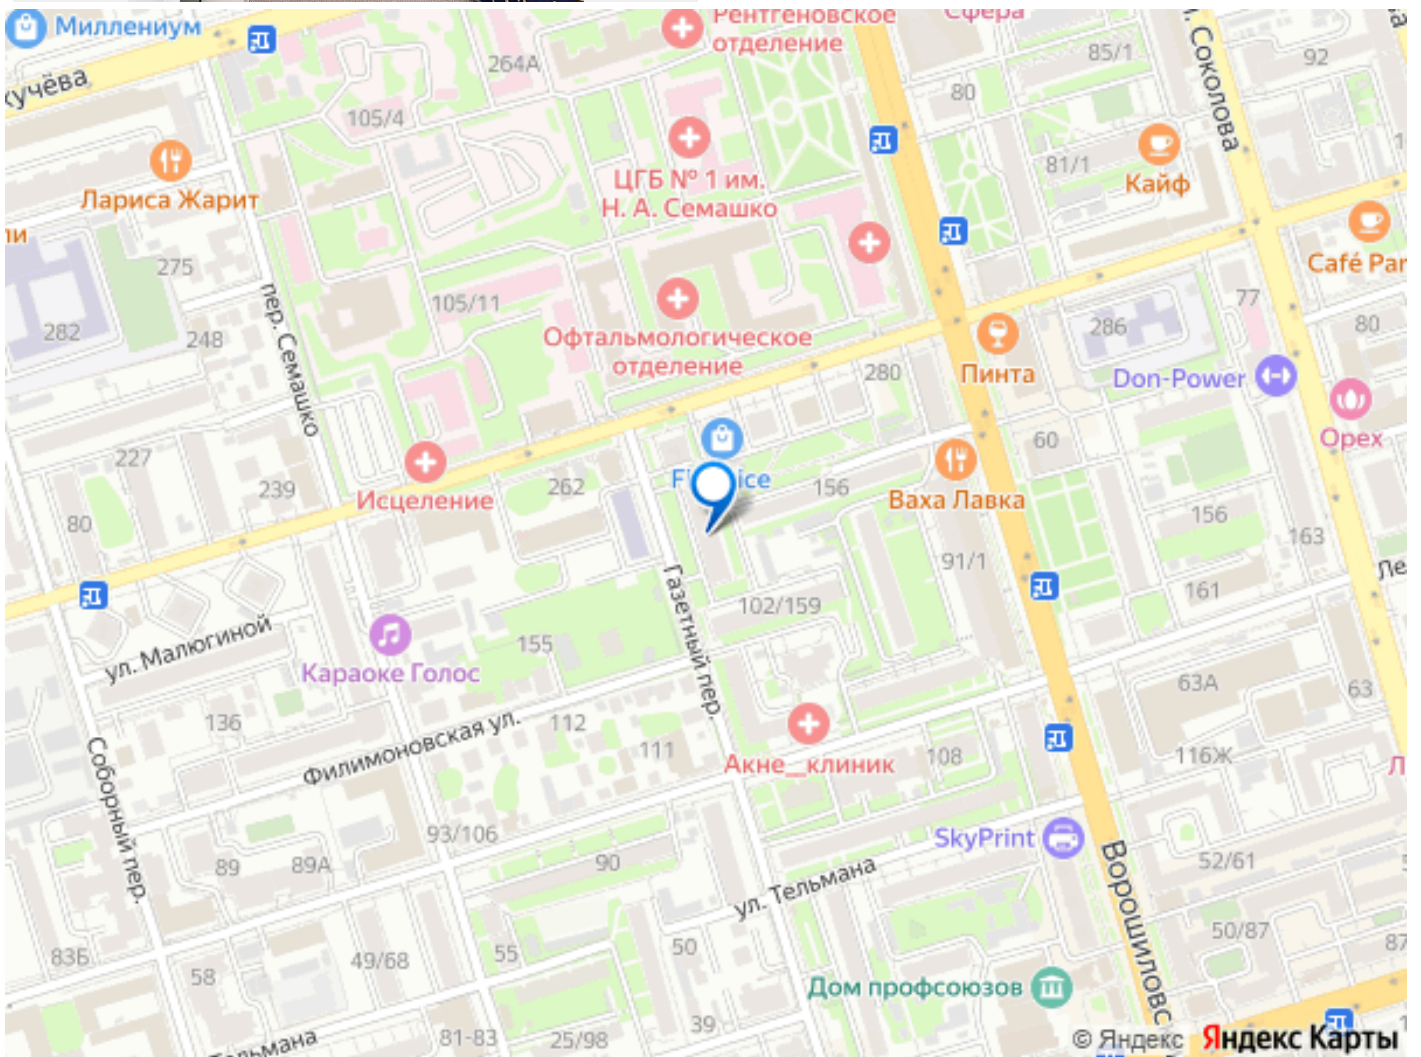 Миллениум
Рентгеновское
отделение
Сфера
85/1
92
264А
80
105/4
81/1
Кайф
Лариса Жарит
ЦГБ № 1 им.
Н. А. Семашко
Соколова
275
282
248
пер. Семашко
105/11
Офтальмологическое
отделение
280
Пинта
286
77
80
Café Par
Don-Power
Орех
227
239
Исцеление
262
156
Ваха Лавка
60
156
163
80
91/1
161
102/159
Газетный пер.
ул. Малюгиной
155
Караоке Голос
136
112
111
63А
63
Филимоновская ул.
Соборный пер.
Акне_клиник
108
116Ж
93/106
89
89А
90
SkyPrint
52/61
ул. Тельмана
Ворошиловс
83Б
58
49/68
55
50
50/87
87
Дом профсоюзов
81-83
25/98
39
© Яндекс Яндекс Карты